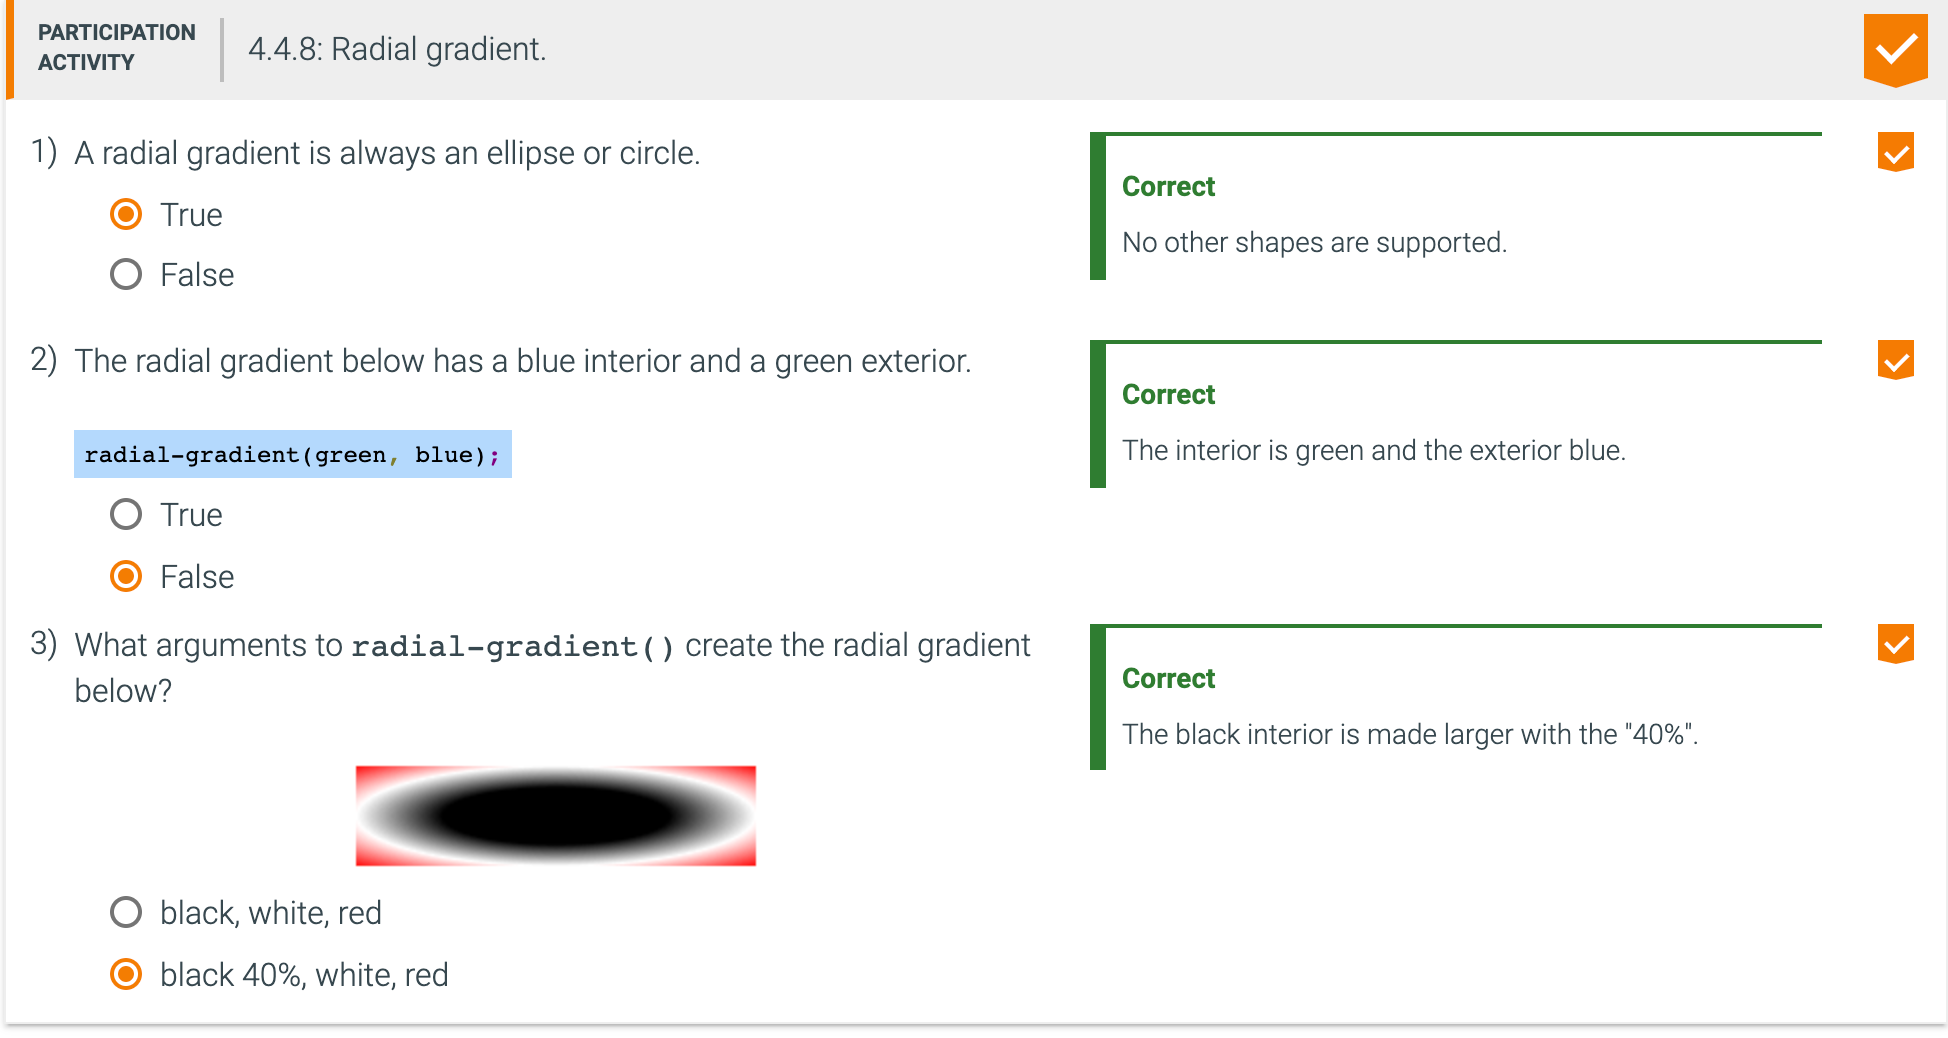 PARTICIPATION
ACTIVITY
4.4.8: Radial gradient.
1) A radial gradient is always an ellipse or circle.
True
False
Correct
No other shapes are supported.
2) The radial gradient below has a blue interior and a green exterior.
radial-gradient(green, blue);
True
False
Correct
The interior is green and the exterior blue.
3) What arguments to radial-gradient() create the radial gradient
below?
black, white, red
black 40%, white, red
Correct
The black interior is made larger with the "40%".